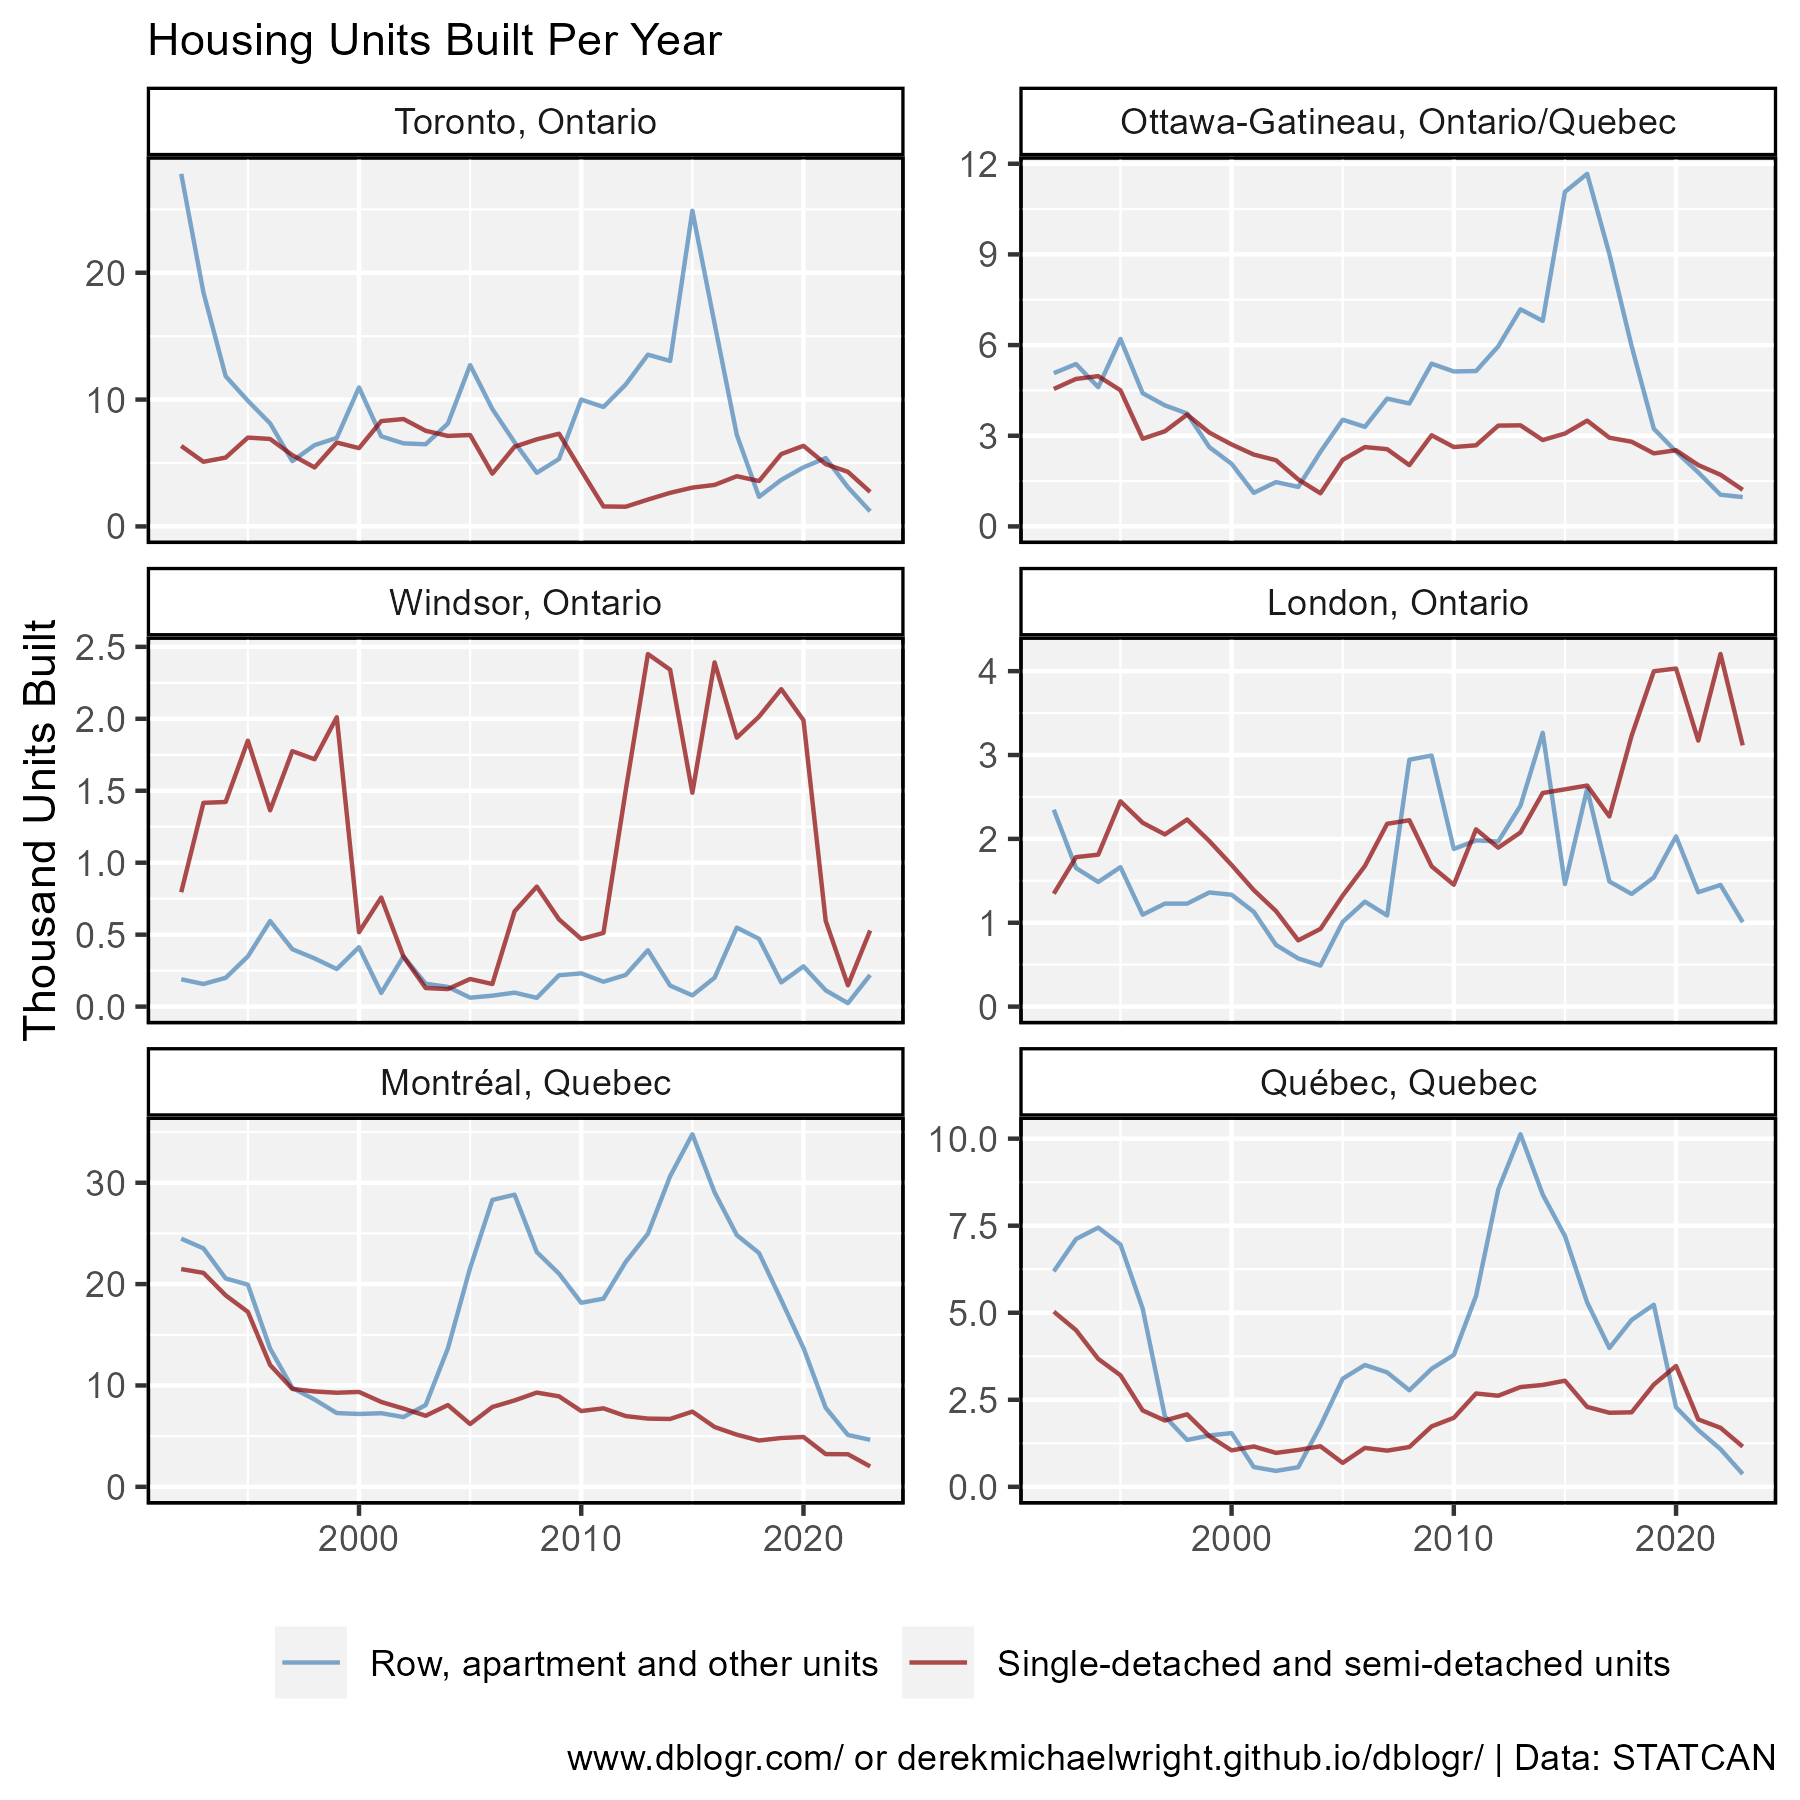 Housing Units Built Per Year
Toronto, Ontario
20
10
0
Ottawa-Gatineau, Ontario/Quebec
12
9
6
3
0
Thousand Units Built
Windsor, Ontario
2.5
2.0
1.5
1.0
0.5
0.0
London, Ontario
4
3
2
1
0
Montréal, Quebec
30
20
10
0
2000 2010 2020
Québec, Quebec
10.0
7.5
5.0
2.5
0.0
2000 2010 2020
Row, apartment and other units Single-detached and semi-detached units
www.dblogr.com/ or derekmichaelwright.github.io/dblogr/ | Data: STATCAN